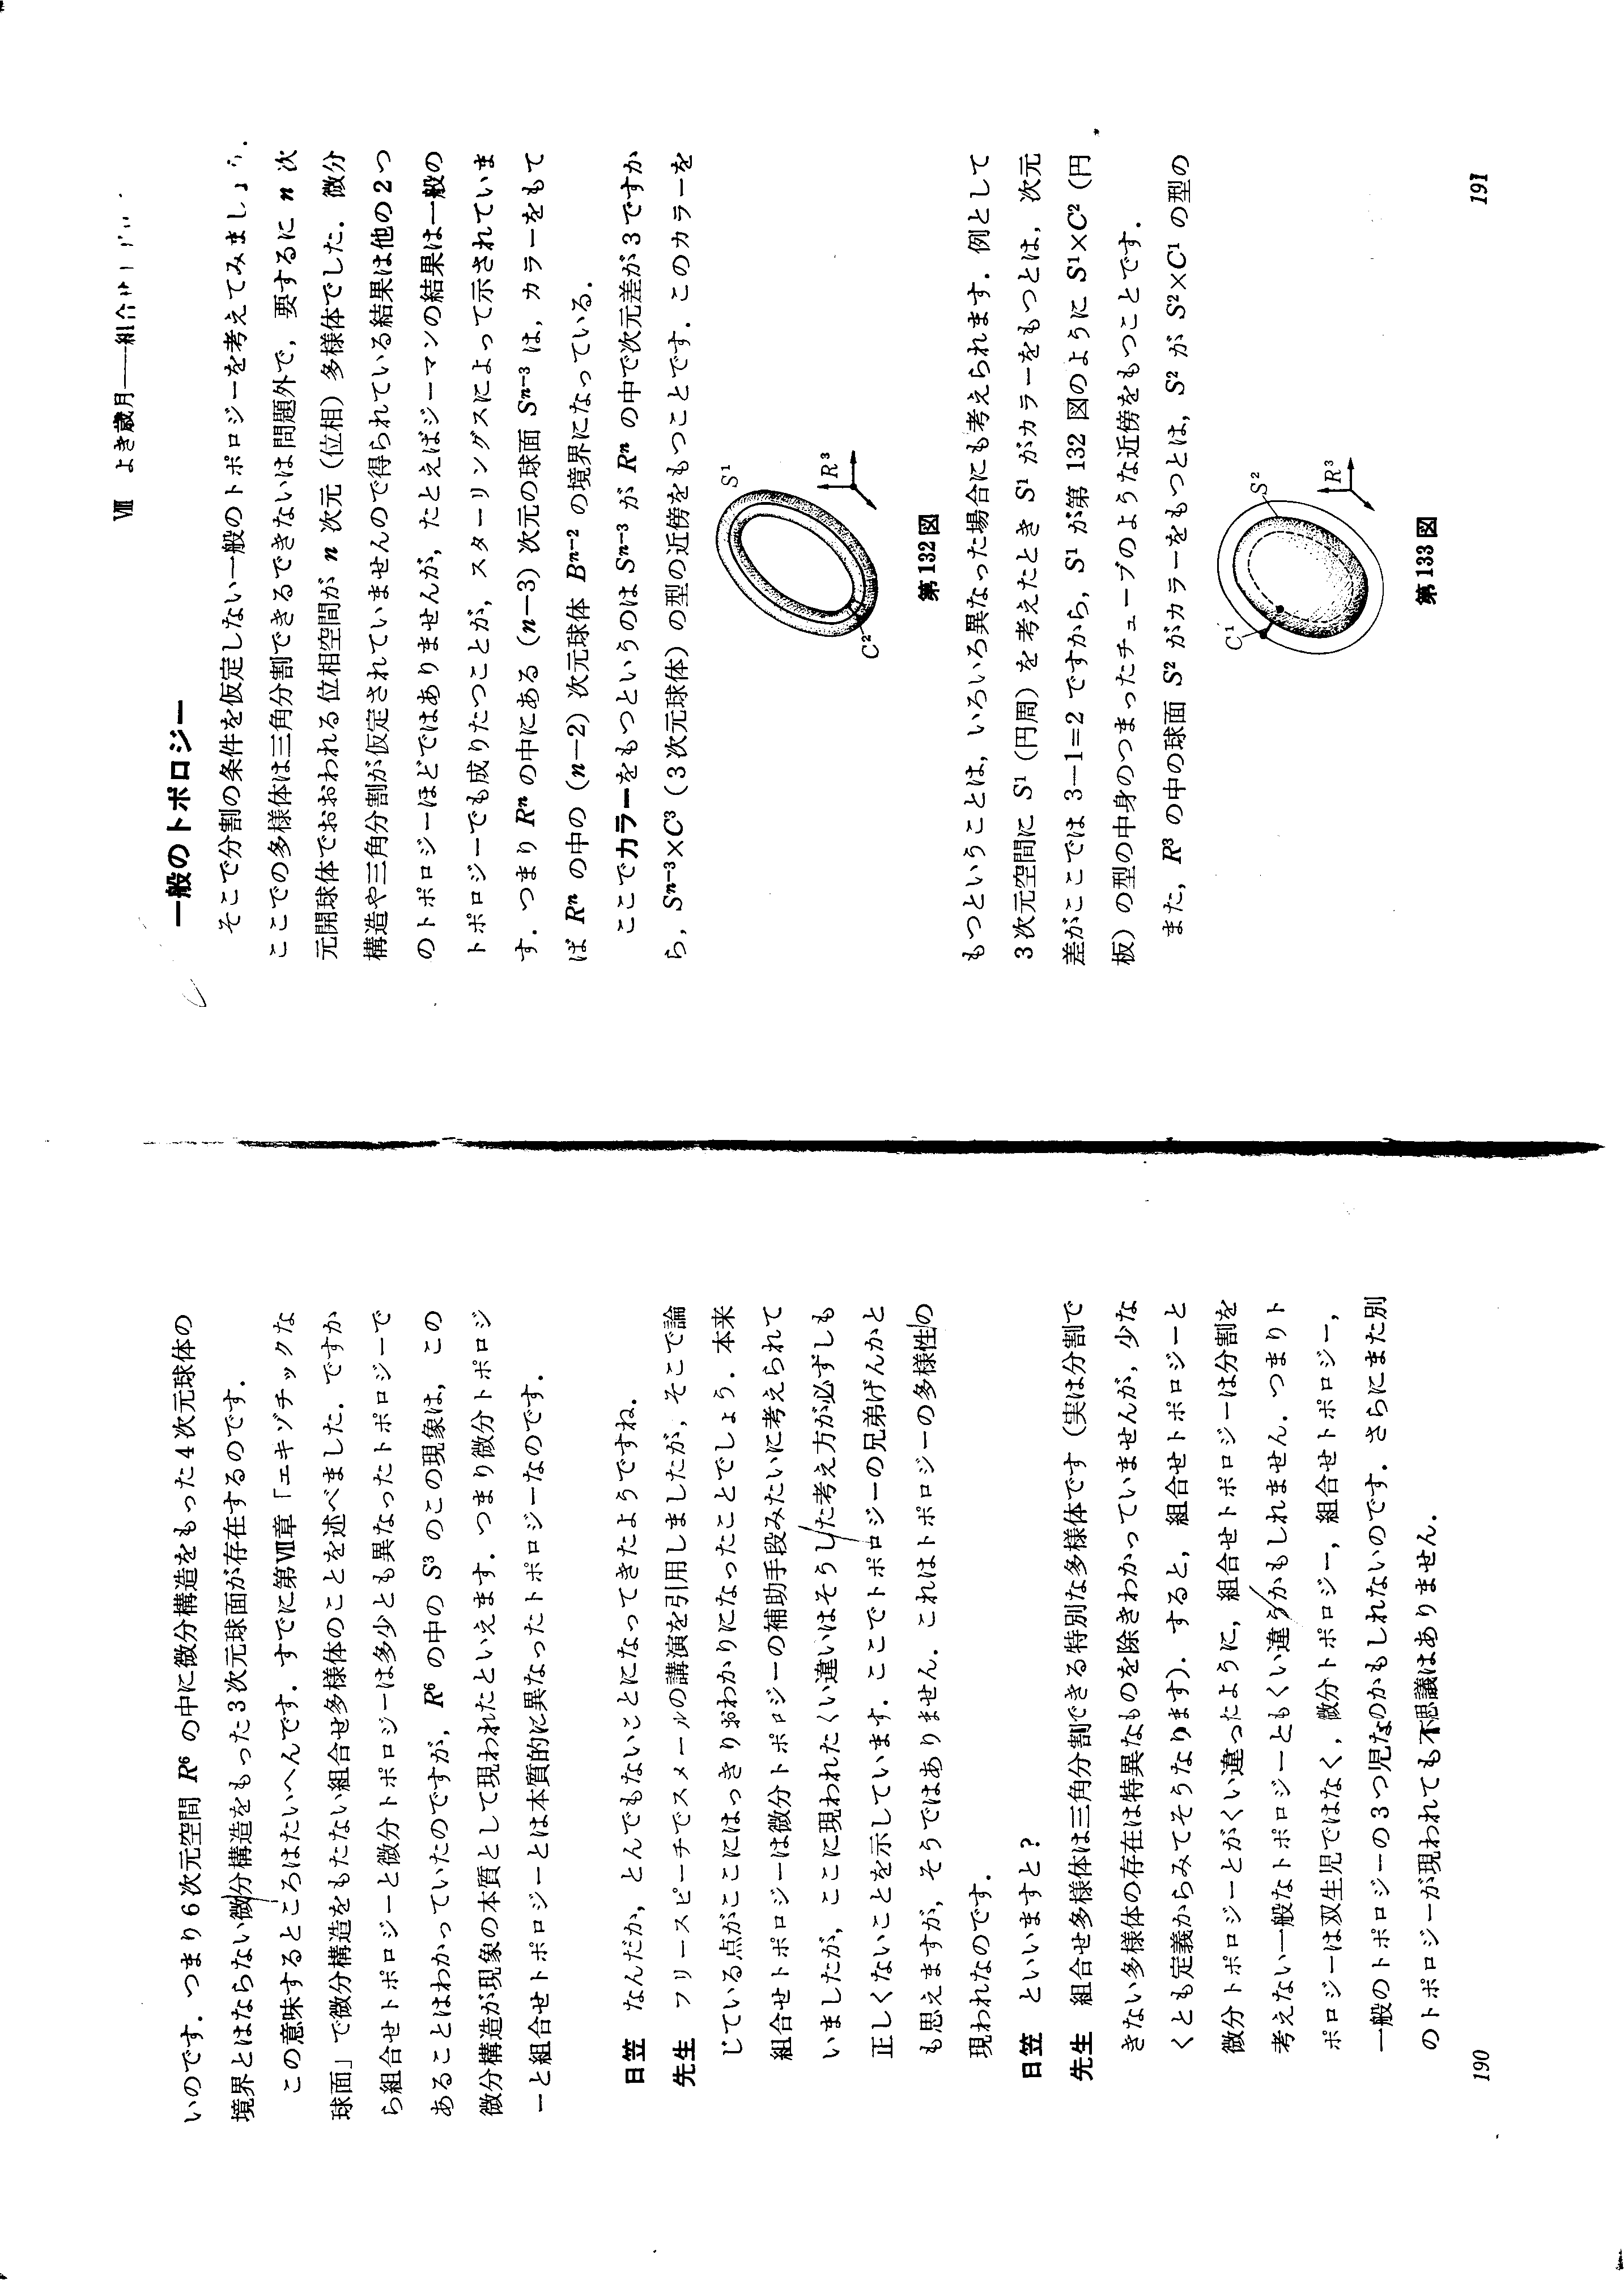 いのです．つまり6次元空間 R⁶ の中に微分構造をもった4次元球体の
境界とはならない微分構造をもった3次元球面が存在するのです．
この意味するところはたいへんです．すでに第Ⅶ章「エキゾチックな
球面」で微分構造をもたない組合せ多様体のことを述べました．ですか
ら組合せトポロジーと微分トポロジーは多少とも異なったトポロジーで
あることはわかっていたのですが，R⁶ の中の S³ のこの現象は，この
微分構造が現象の本質として現われたといえます．つまり微分トポロジ
ーと組合せトポロジーとは本質的に異なったトポロジーなのです．
日笠 なんだか，とんでもないことになってきたようですね．
先生 フリースピーチでスメールの講演を引用しましたが，そこで論
じている点がここにはっきりおわかりになったことでしょう．本来
組合せトポロジーは微分トポロジーの補助手段みたいに考えられて
いましたが，ここに現われたくい違いはそうした考え方が必ずしも
正しくないことを示しています．ここでトポロジーの兄弟げんかと
も思えますが，そうではありません．これはトポロジーの多様性の
現われなのです．
日笠 といいますと？
先生 組合せ多様体は三角分割できる特別な多様体です（実は分割で
きない多様体の存在は特異なものを除きわかっていませんが，少な
くとも定義からみてそうなります）．すると，組合せトポロジーと
微分トポロジーとがくい違ったように，組合せトポロジーは分割を
考えない一般なトポロジーともくい違うかもしれません．つまりト
ポロジーは双生児ではなく，微分トポロジー，組合せトポロジー，
一般のトポロジーの3つ児なのかもしれないのです．さらにまた別
のトポロジーが現われても不思議はありません．
190
Ⅷ よき歳月――組合せ
一般のトポロジー
そこで分割の条件を仮定しない一般のトポロジーを考えてみましょう．
ここでの多様体は三角分割できるできないは問題外で，要するに n 次
元開球体でおおわれる位相空間が n 次元（位相）多様体でした．微分
構造や三角分割が仮定されていませんので得られている結果は他の2つ
のトポロジーほどではありませんが，たとえばジーマンの結果は一般の
トポロジーでも成りたつことが，スターリングスによって示されていま
す．つまり Rⁿ の中にある (n−3) 次元の球面 Sⁿ⁻³ は，カラーをもて
ば Rⁿ の中の (n−2) 次元球体 Bⁿ⁻² の境界になっている．
ここでカラーをもつというのは Sⁿ⁻³ が Rⁿ の中で次元差が3ですか
ら，Sⁿ⁻³×C³（3次元球体）の型の近傍をもつことです．このカラーを
S¹
R³
C²
第132図
もつということは，いろいろ異なった場合にも考えられます．例として
3次元空間に S¹（円周）を考えたとき S¹ がカラーをもつとは，次元
差がここでは 3−1=2 ですから，S¹ が第132図のように S¹×C²（円
板）の型の中身のつまったチューブのような近傍をもつことです．
また，R³ の中の球面 S² がカラーをもつとは，S² が S²×C¹ の型の
C¹
S²
R³
第133図
191